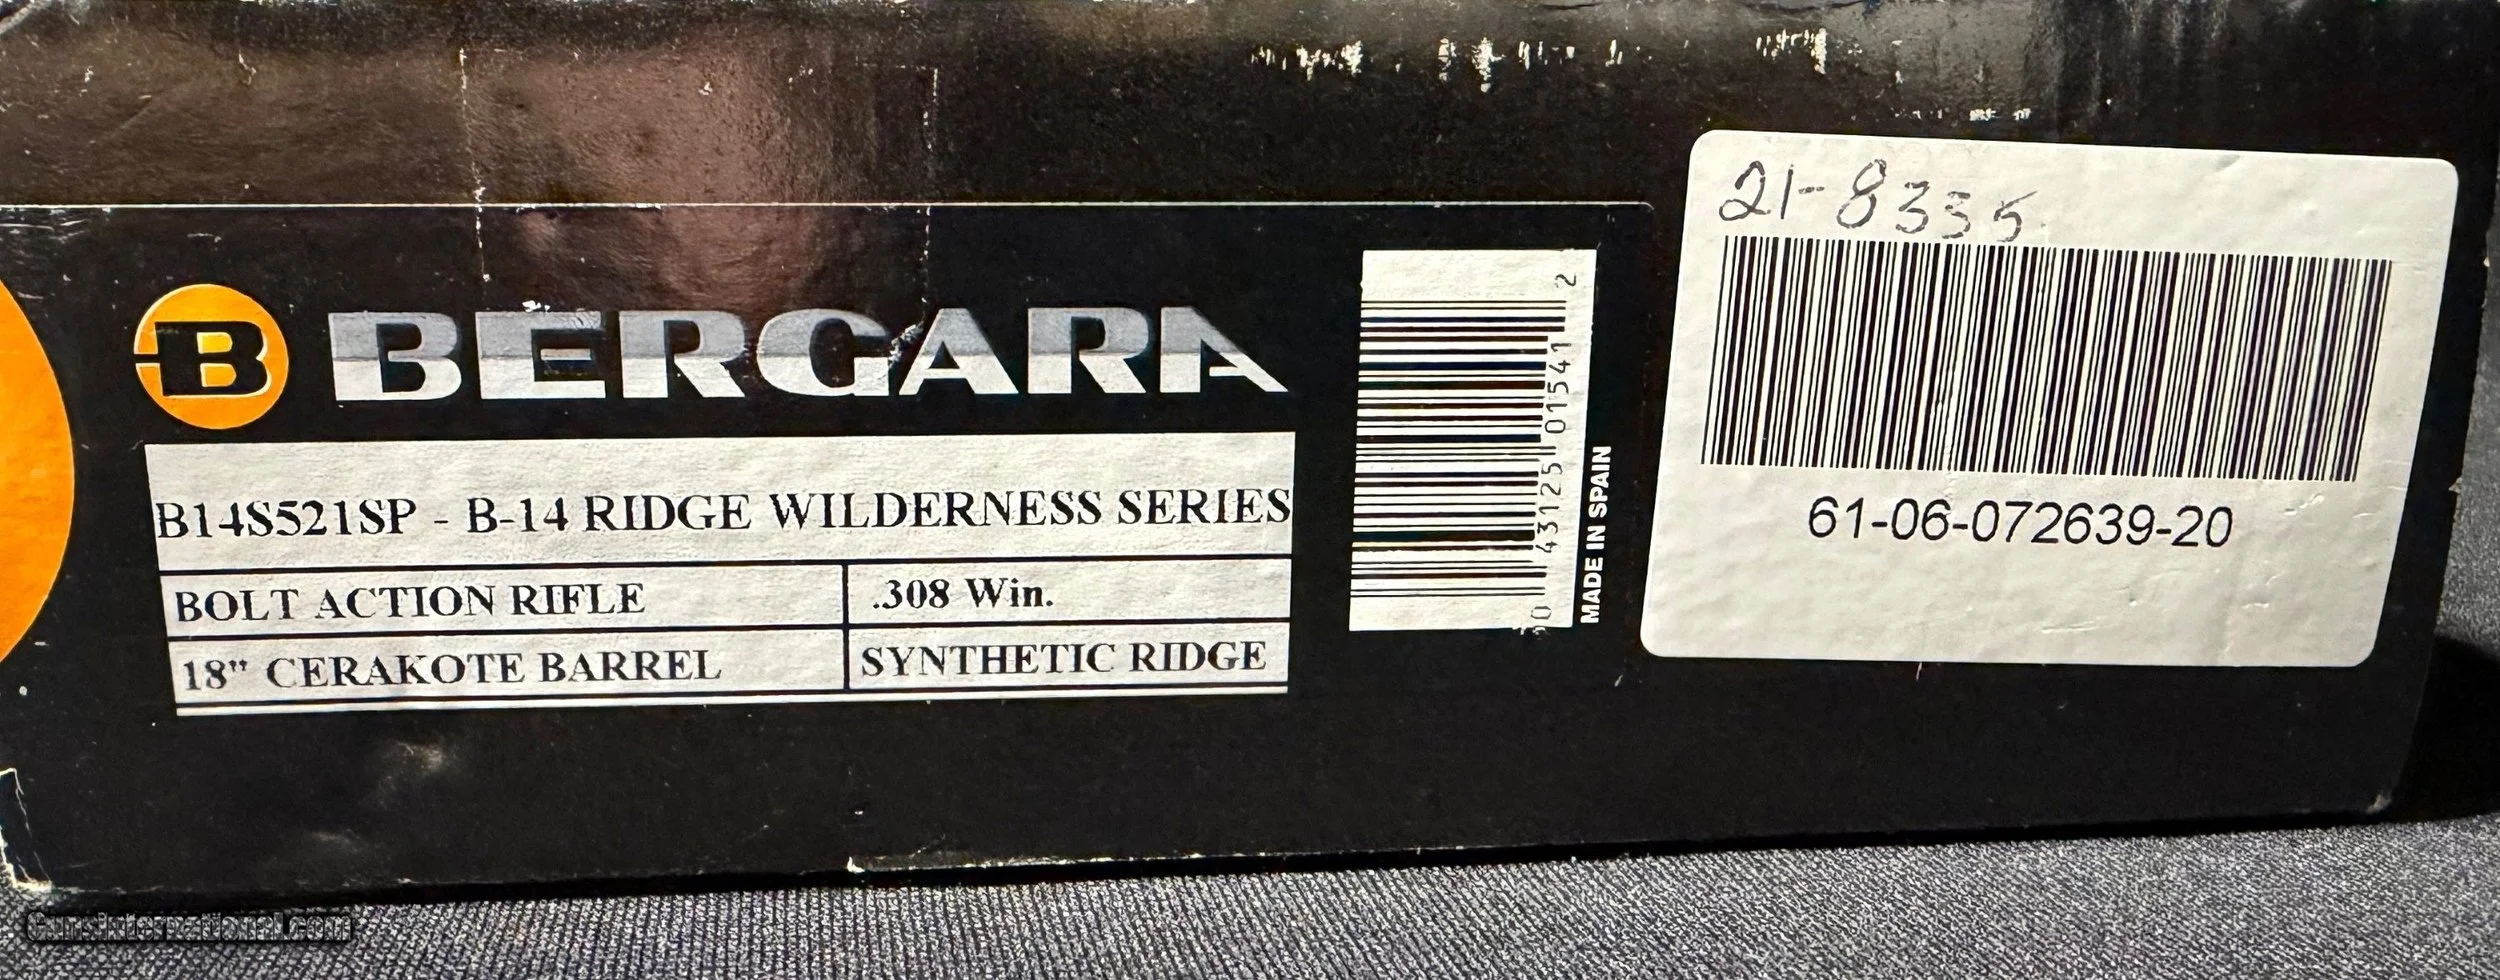 B BERGARA
B14S521SP - B-14 RIDGE WILDERNESS SERIES
BOLT ACTION RIFLE .308 Win.
18" CERAKOTE BARREL SYNTHETIC RIDGE
0 43125 01541 2
MADE IN SPAIN
21-8335
61-06-072639-20
GunsInternational.com